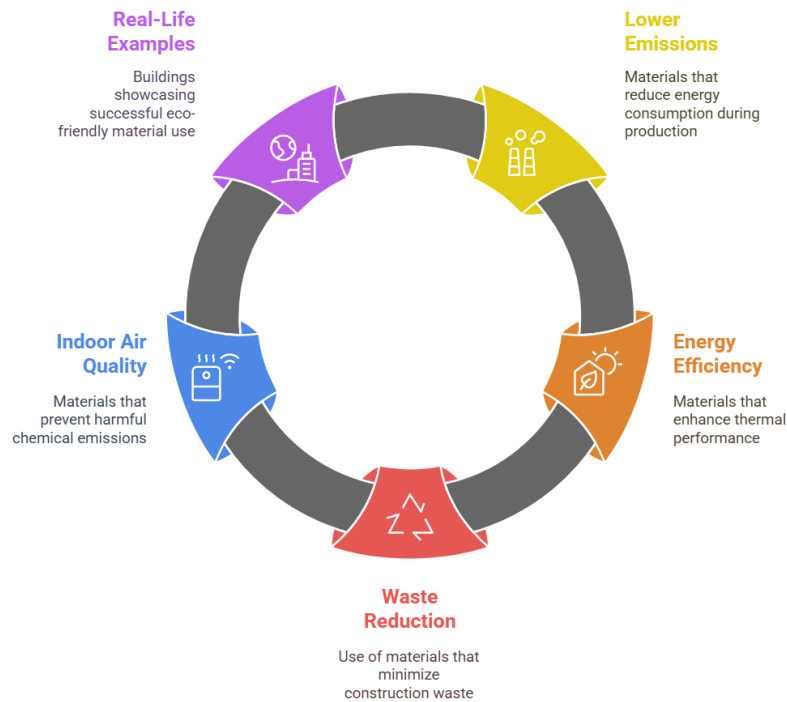 Real-Life
Examples
Buildings
showcasing
successful eco-
friendly material use
Lower
Emissions
Materials that
reduce energy
consumption during
production
Indoor Air
Quality
Materials that
prevent harmful
chemical emissions
Energy
Efficiency
Materials that
enhance thermal
performance
Waste
Reduction
Use of materials that
minimize
construction waste